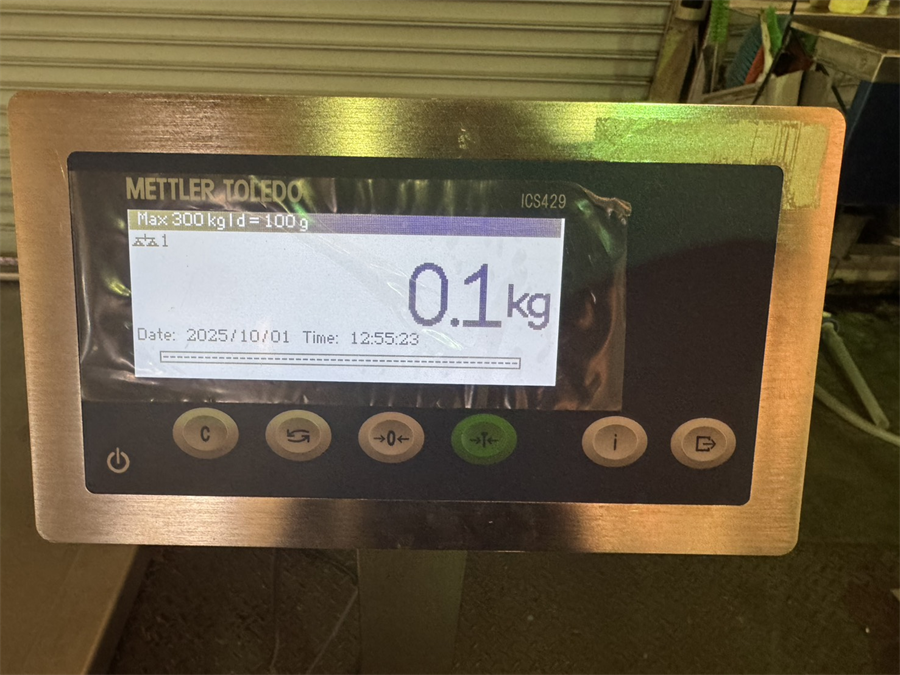 METTLER TOLEDO
ICS429
Max 300 kg | d = 100 g
1
0.1 kg
Date: 2025/10/01 Time: 12:55:23
C
→0←
→T←
i